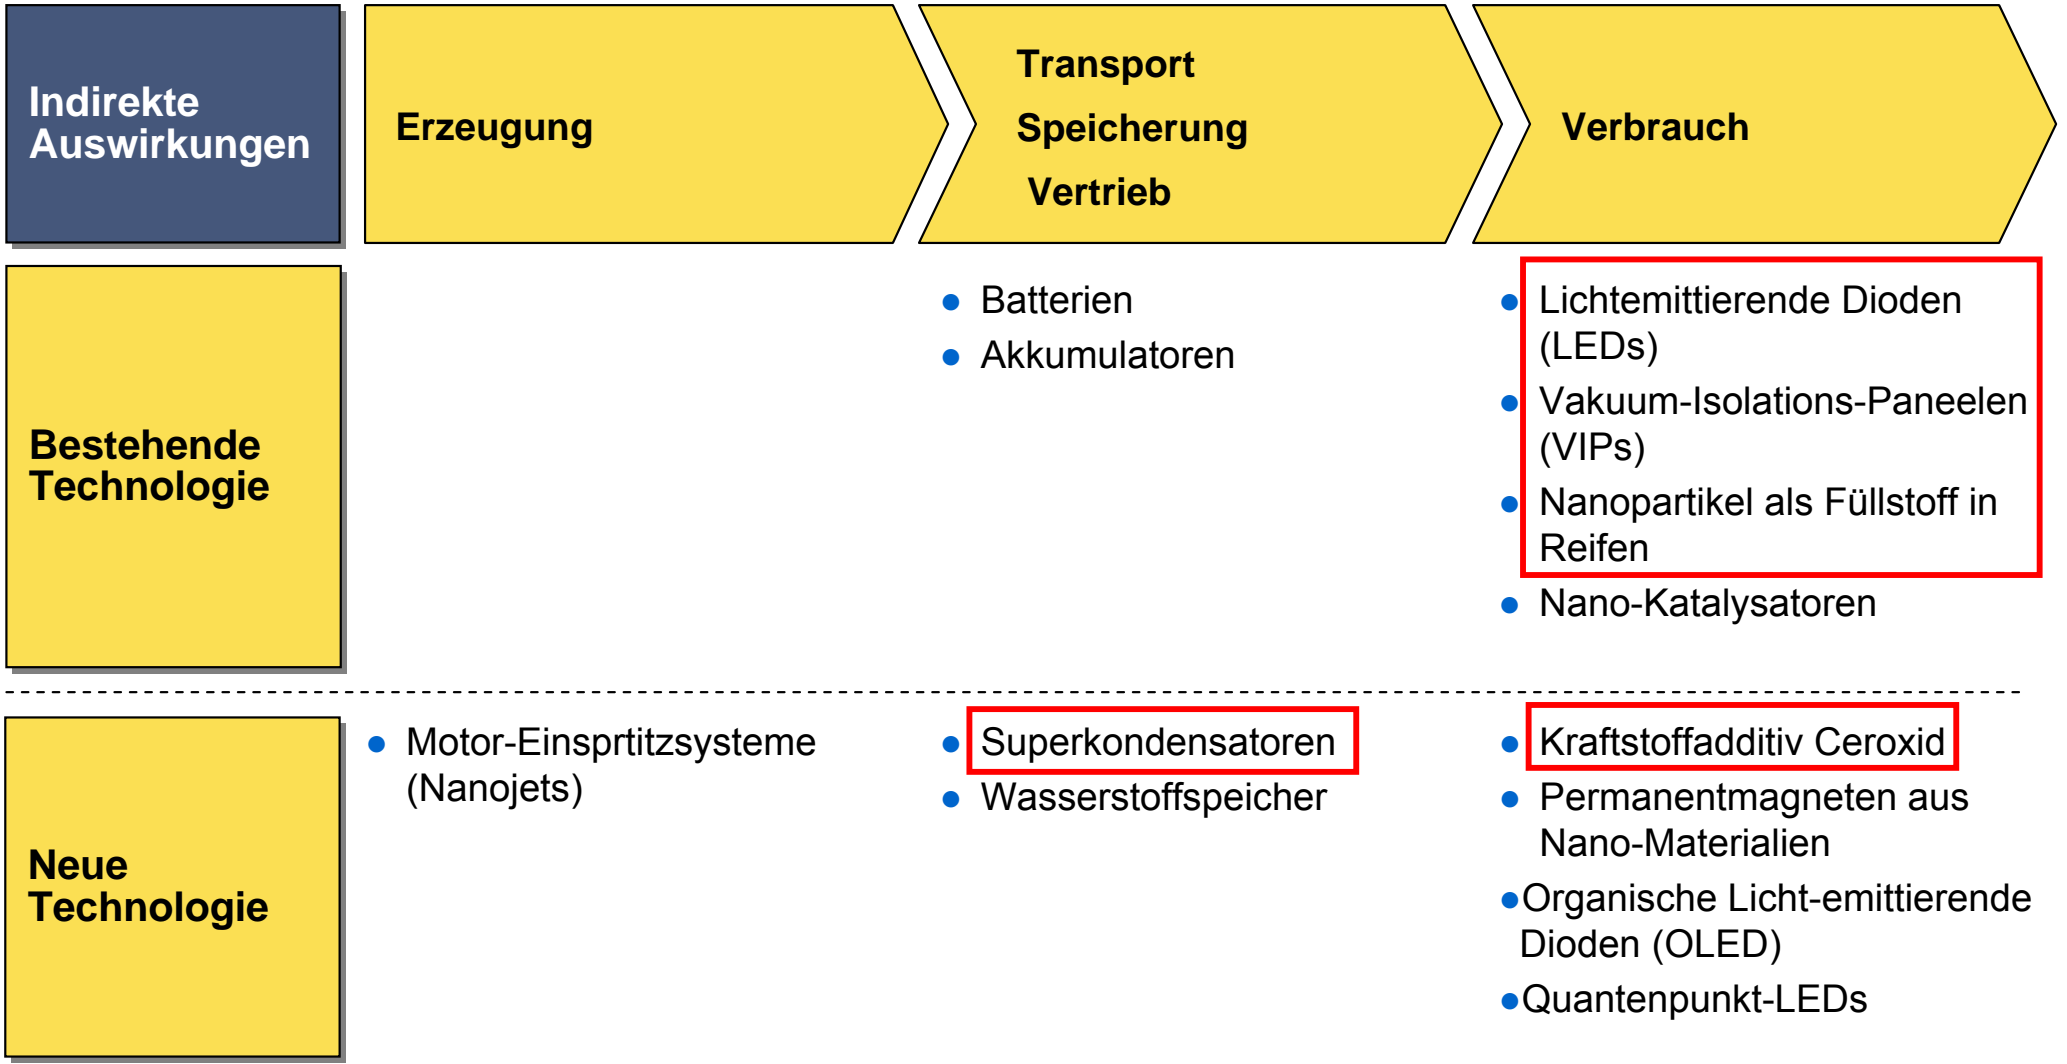 Indirekte
Auswirkungen
Erzeugung
Transport
Speicherung
Vertrieb
Verbrauch
Bestehende
Technologie
● Batterien
● Akkumulatoren
● Lichtemittierende Dioden
(LEDs)
● Vakuum-Isolations-Paneelen
(VIPs)
● Nanopartikel als Füllstoff in
Reifen
● Nano-Katalysatoren
Neue
Technologie
● Motor-Einsprtitzsysteme
(Nanojets)
● Superkondensatoren
● Wasserstoffspeicher
● Kraftstoffadditiv Ceroxid
● Permanentmagneten aus
Nano-Materialien
●Organische Licht-emittierende
Dioden (OLED)
●Quantenpunkt-LEDs